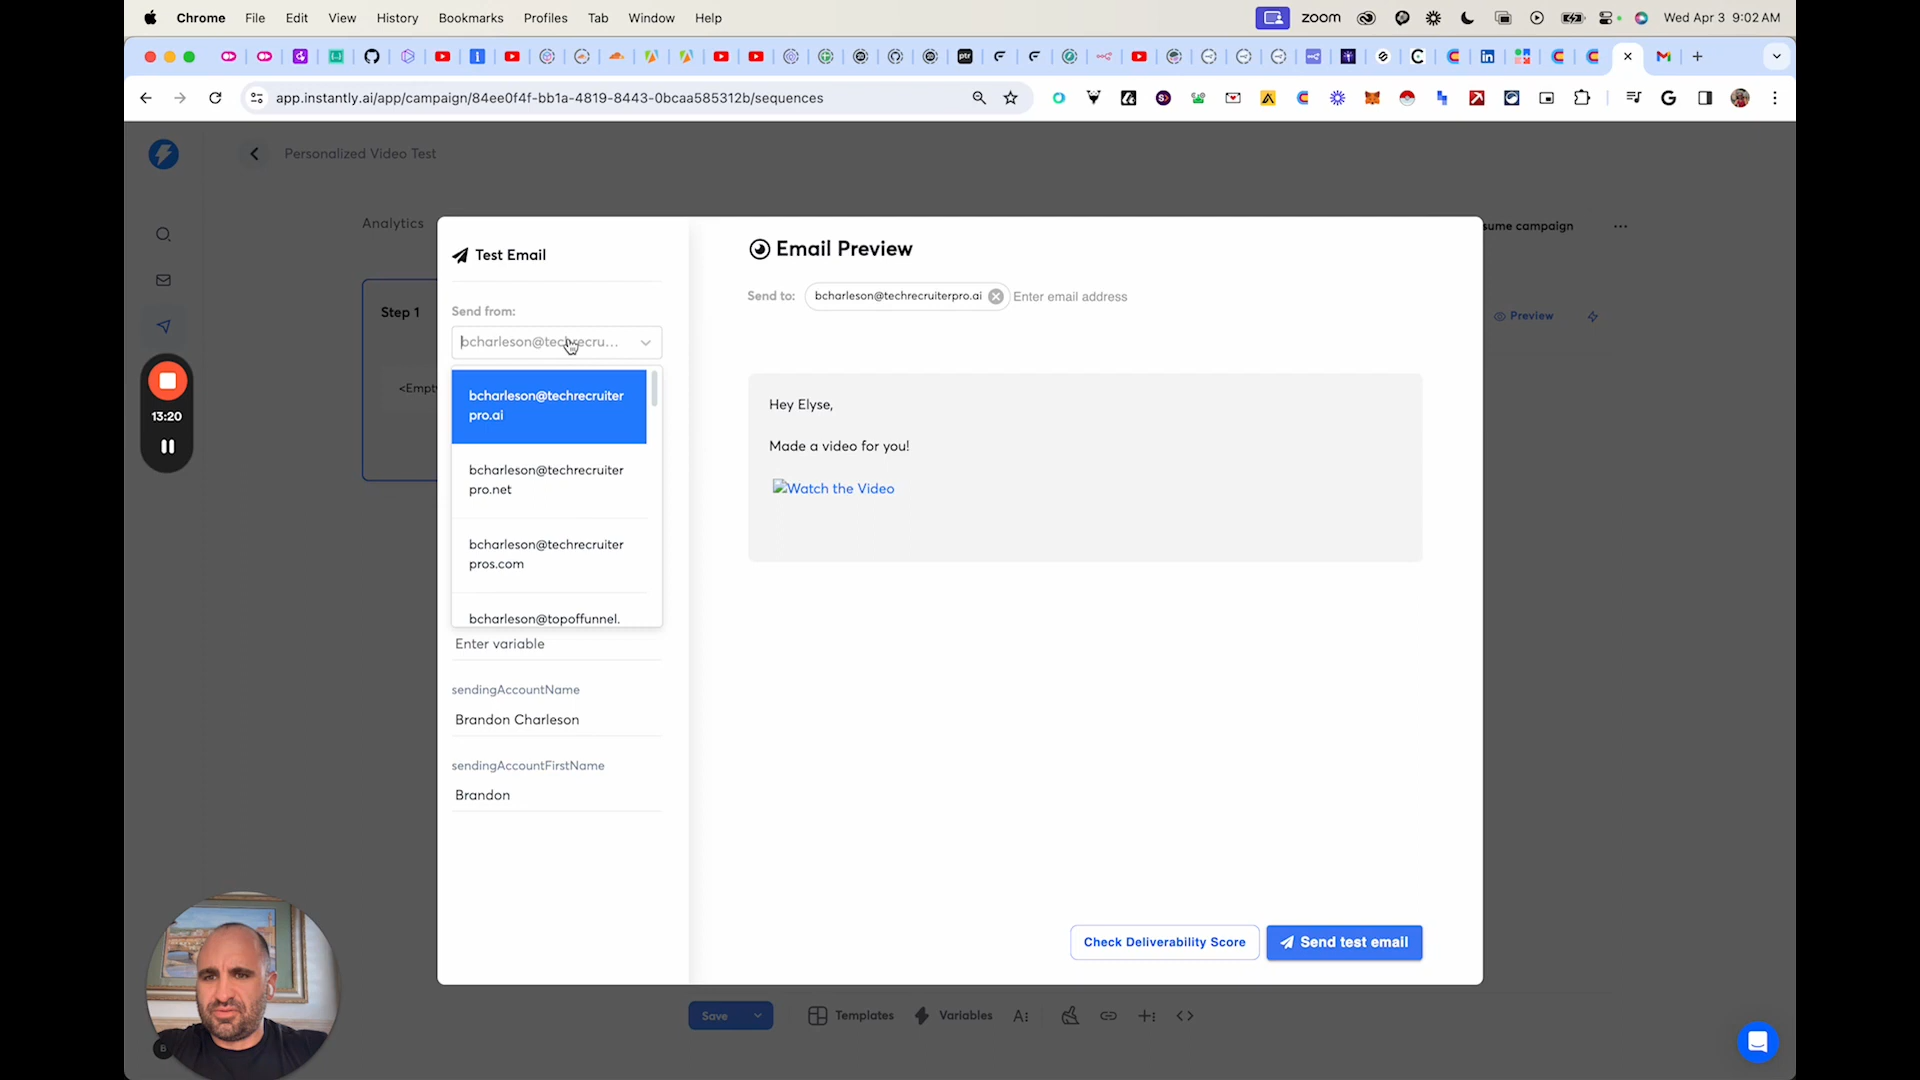 Chrome File Edit View History Bookmarks Profiles Tab Window Help
zoom
Wed Apr 3 9:02 AM
app.instantly.ai/app/campaign/84ee0f4f-bb1a-4819-8443-0bcaa585312b/sequences
Personalized Video Test
Analytics
sume campaign
Step 1
Preview
<Empt
13:20
Test Email
Send from:
bcharleson@techrecru...
bcharleson@techrecruiter
pro.ai
bcharleson@techrecruiter
pro.net
bcharleson@techrecruiter
pros.com
bcharleson@topoffunnel.
Enter variable
sendingAccountName
Brandon Charleson
sendingAccountFirstName
Brandon
Email Preview
Send to: bcharleson@techrecruiterpro.ai Enter email address
Hey Elyse,
Made a video for you!
Watch the Video
Check Deliverability Score
Send test email
Save Templates Variables
B